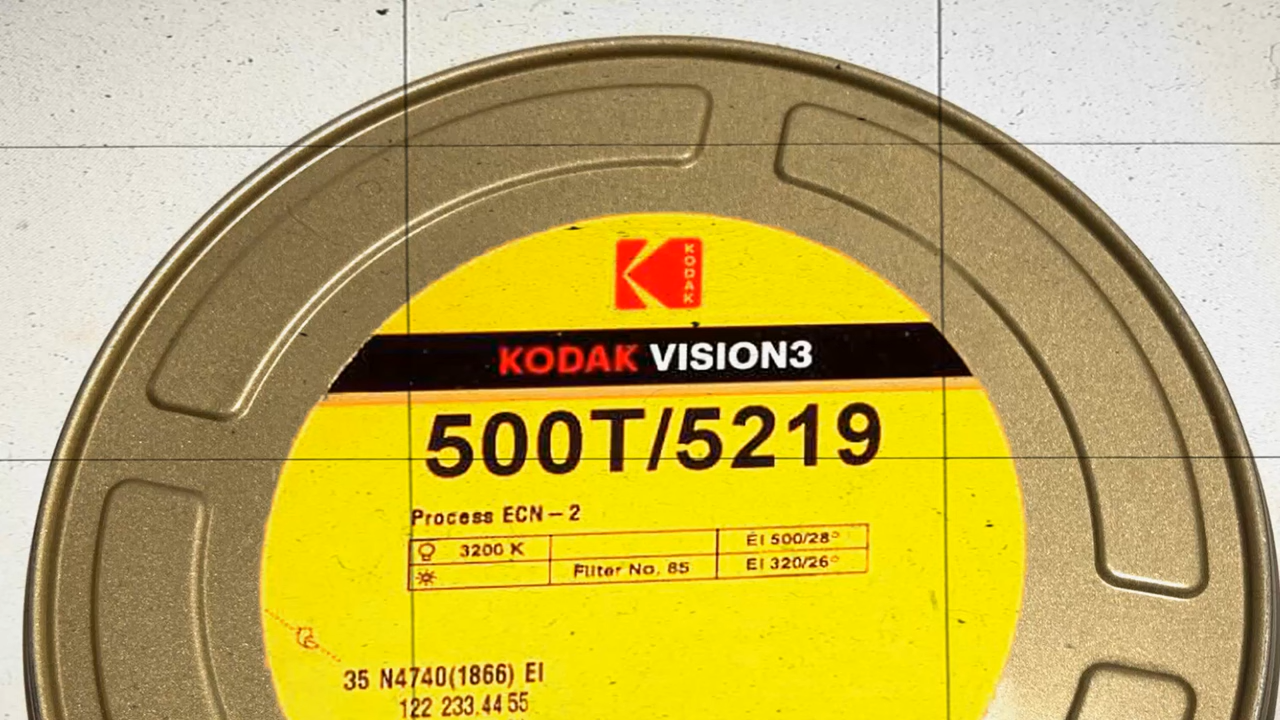 KODAK
KODAK VISION3
500T/5219
Process ECN – 2
3200 K EI 500/28°
Filter No. 85 EI 320/26°
35 N4740(1866) EI
122 233.44 55